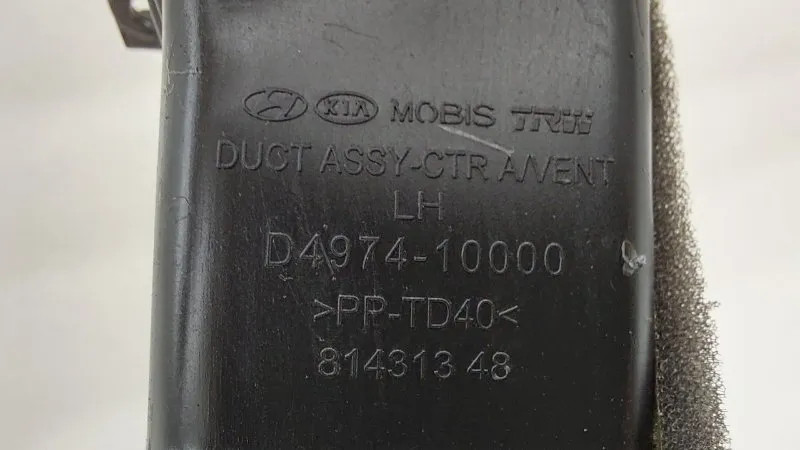 KIA MOBIS TRW
DUCT ASSY-CTR A/VENT
LH
D4974-10000
>PP-TD40<
814313 48